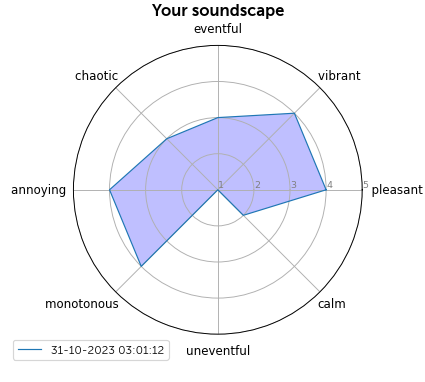 Your soundscape
eventful
chaotic
vibrant
annoying
1 2 3 4 5
pleasant
monotonous
calm
uneventful
31-10-2023 03:01:12